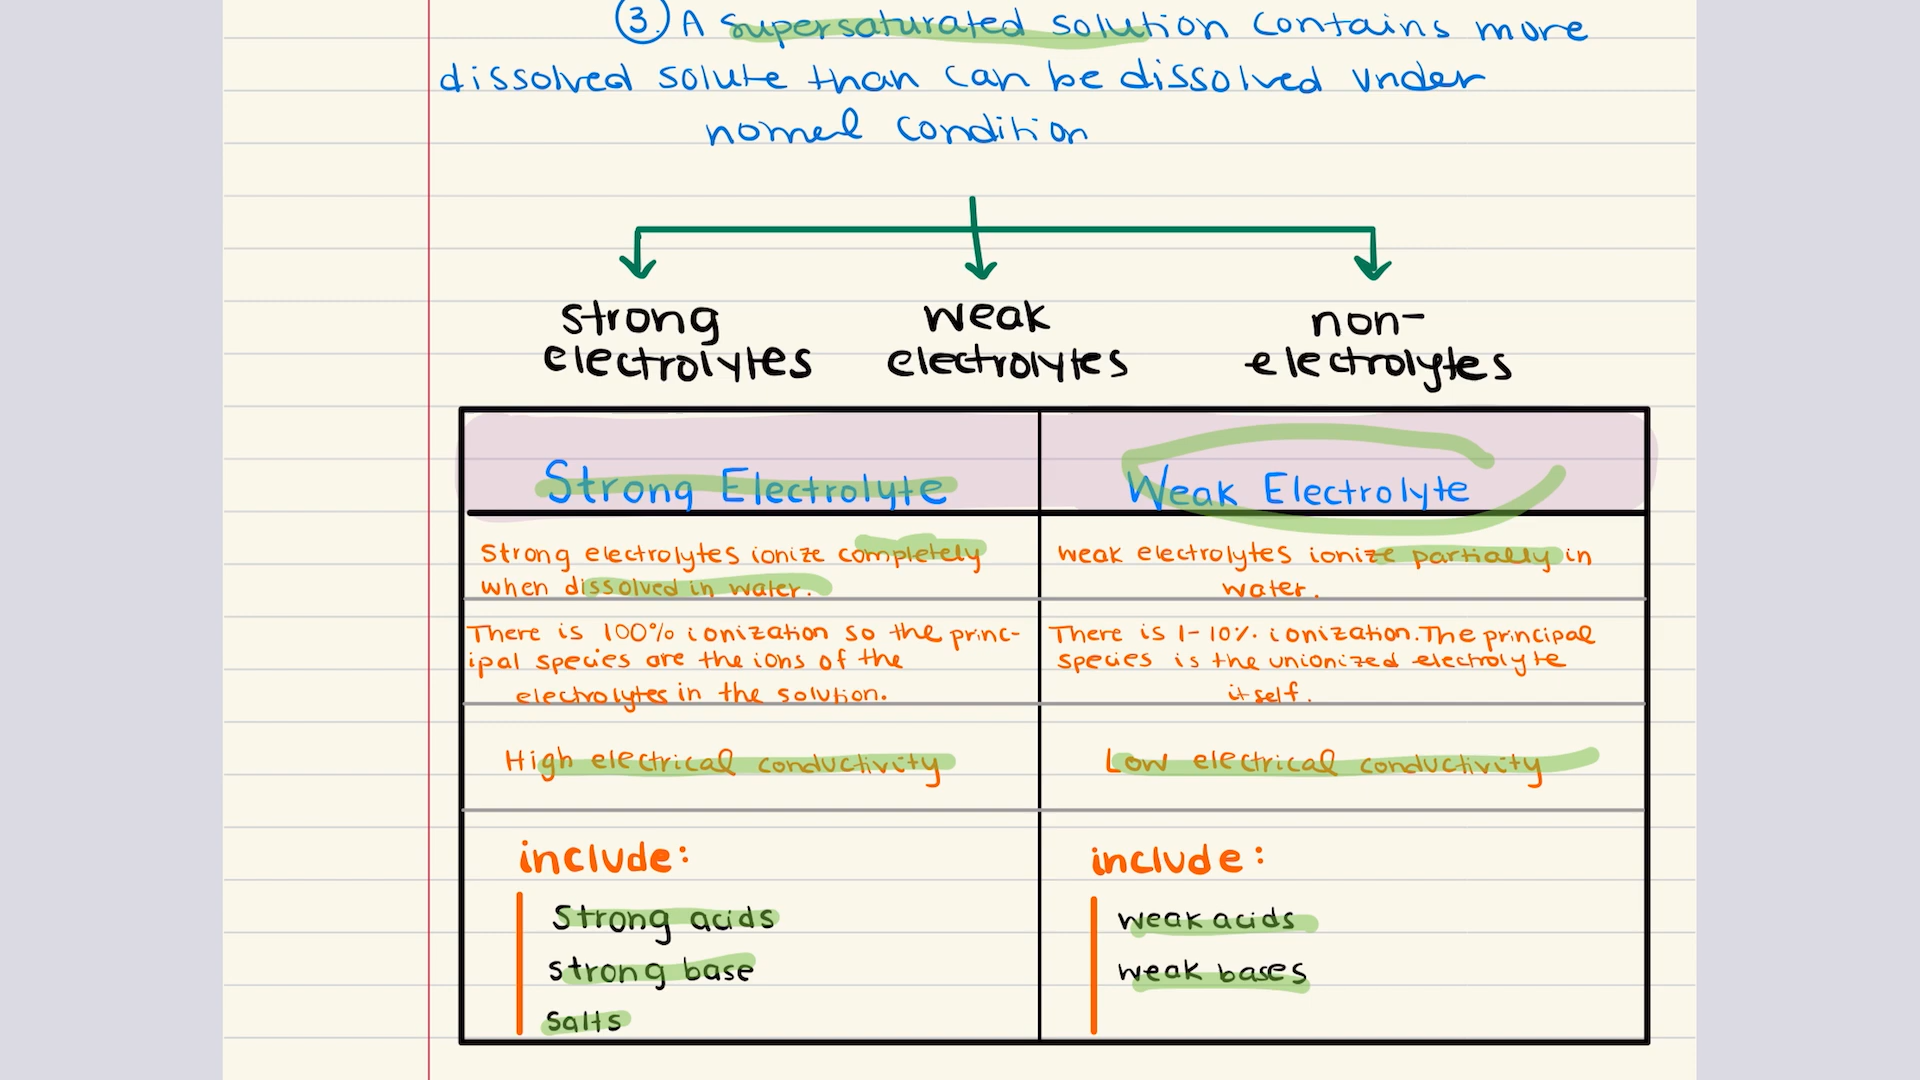 3. A supersaturated solution contains more
dissolved solute than can be dissolved under
nomal condition
strong
electrolytes
weak
electrolytes
non-
electrolytes
Strong Electrolyte
Weak Electrolyte
Strong electrolytes ionize completely
when dissolved in water.
Weak electrolytes ionize partially in
water.
There is 100% ionization so the princ-
ipal species are the ions of the
electrolytes in the solution.
There is 1-10%. ionization. The principal
species is the unionized electrolyte
itself.
High electrical conductivity
Low electrical conductivity
include:
Strong acids
strong base
Salts
include:
weak acids
weak bases